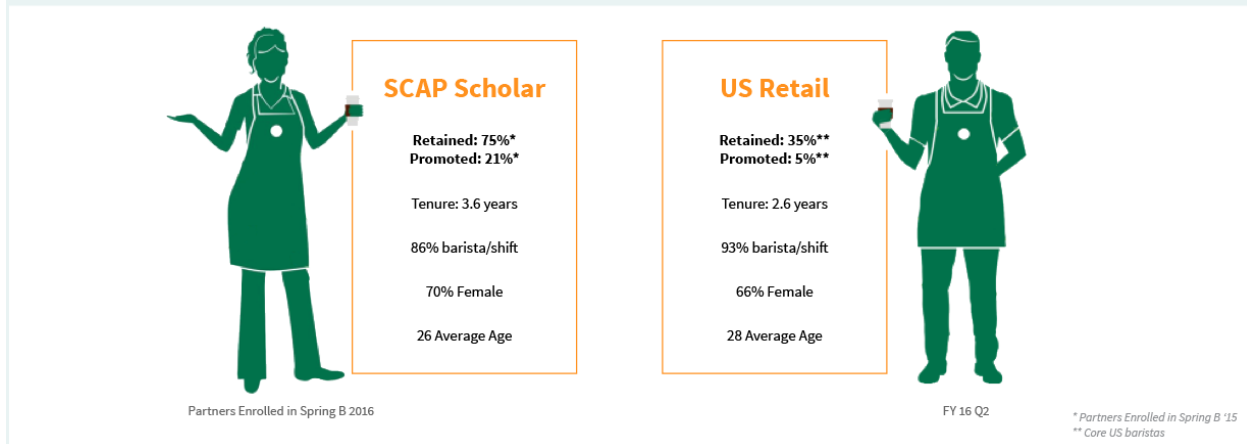 SCAP Scholar
Retained: 75%*
Promoted: 21%*
Tenure: 3.6 years
86% barista/shift
70% Female
26 Average Age
Partners Enrolled in Spring B 2016
US Retail
Retained: 35%**
Promoted: 5%**
Tenure: 2.6 years
93% barista/shift
66% Female
28 Average Age
FY 16 Q2
* Partners Enrolled in Spring B ‘15
** Core US baristas